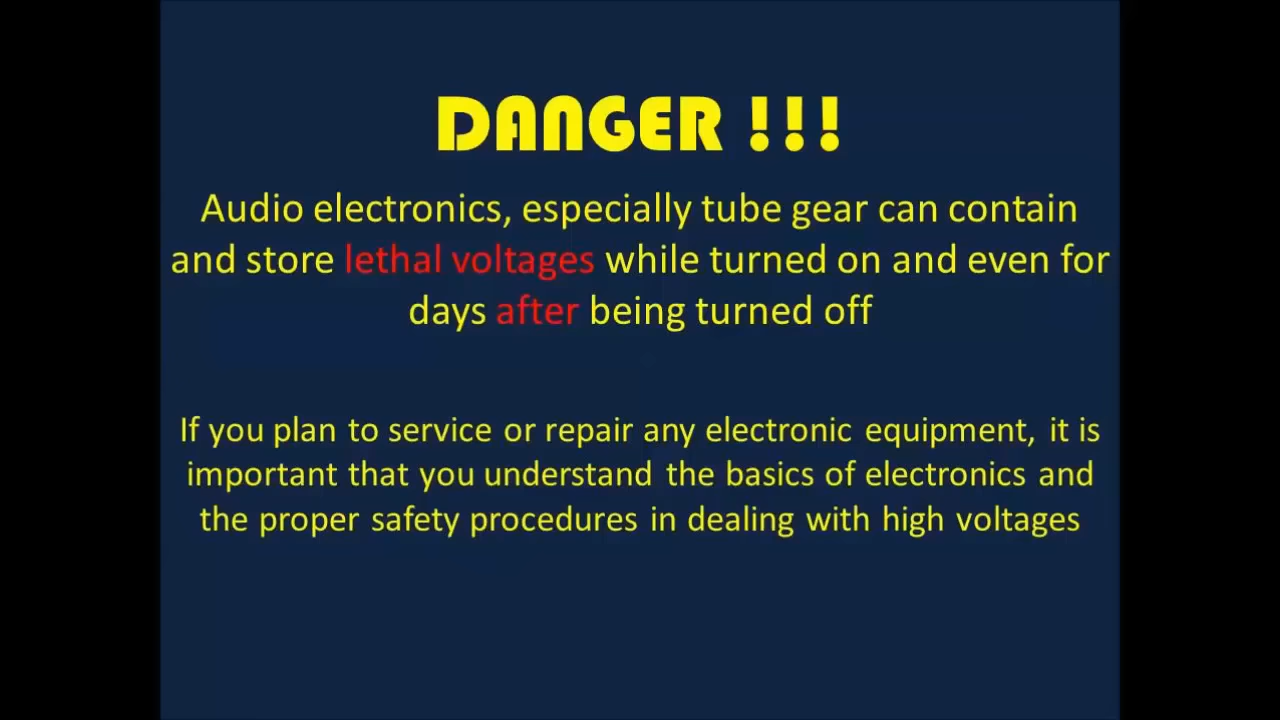 DANGER !!!
Audio electronics, especially tube gear can contain
and store lethal voltages while turned on and even for
days after being turned off
If you plan to service or repair any electronic equipment, it is
important that you understand the basics of electronics and
the proper safety procedures in dealing with high voltages